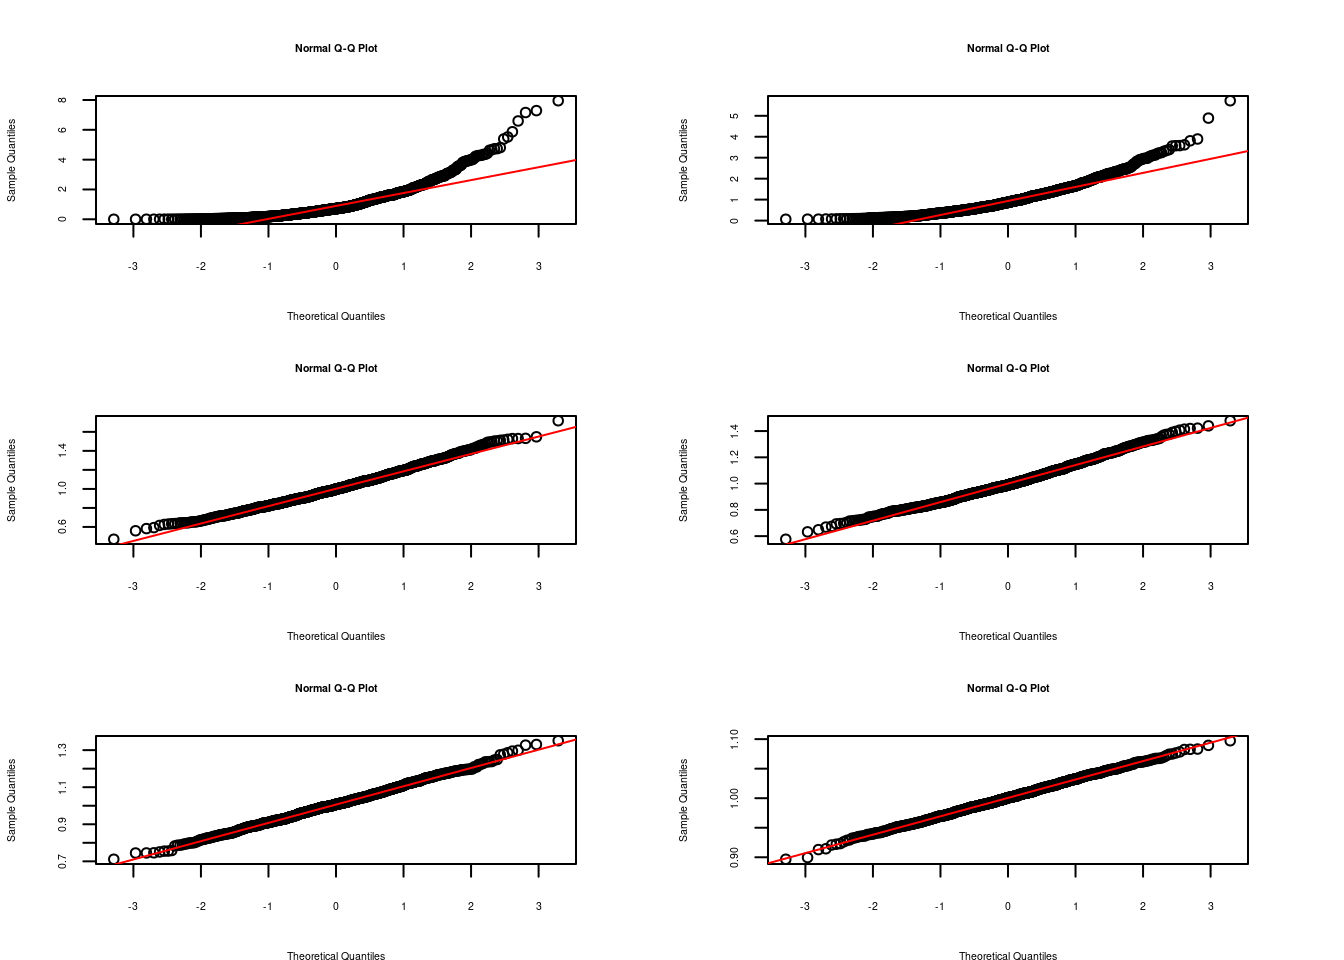 Normal Q-Q Plot
Sample Quantiles
8
6
4
2
0
-3 -2 -1 0 1 2 3
Theoretical Quantiles
Normal Q-Q Plot
Sample Quantiles
5
4
3
2
1
0
-3 -2 -1 0 1 2 3
Theoretical Quantiles
Normal Q-Q Plot
Sample Quantiles
1.4
1.0
0.6
-3 -2 -1 0 1 2 3
Theoretical Quantiles
Normal Q-Q Plot
Sample Quantiles
1.4
1.2
1.0
0.8
0.6
-3 -2 -1 0 1 2 3
Theoretical Quantiles
Normal Q-Q Plot
Sample Quantiles
1.3
1.1
0.9
0.7
-3 -2 -1 0 1 2 3
Theoretical Quantiles
Normal Q-Q Plot
Sample Quantiles
1.10
1.00
0.90
-3 -2 -1 0 1 2 3
Theoretical Quantiles